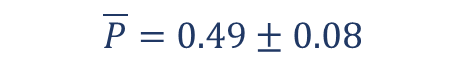 P̅ = 0.49 ± 0.08